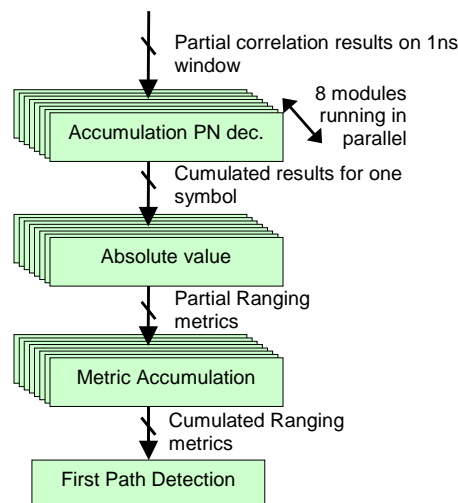 Partial correlation results on 1ns
window
8 modules
running in
parallel
Accumulation PN dec.
Cumulated results for one
symbol
Absolute value
Partial Ranging
metrics
Metric Accumulation
Cumulated Ranging
metrics
First Path Detection